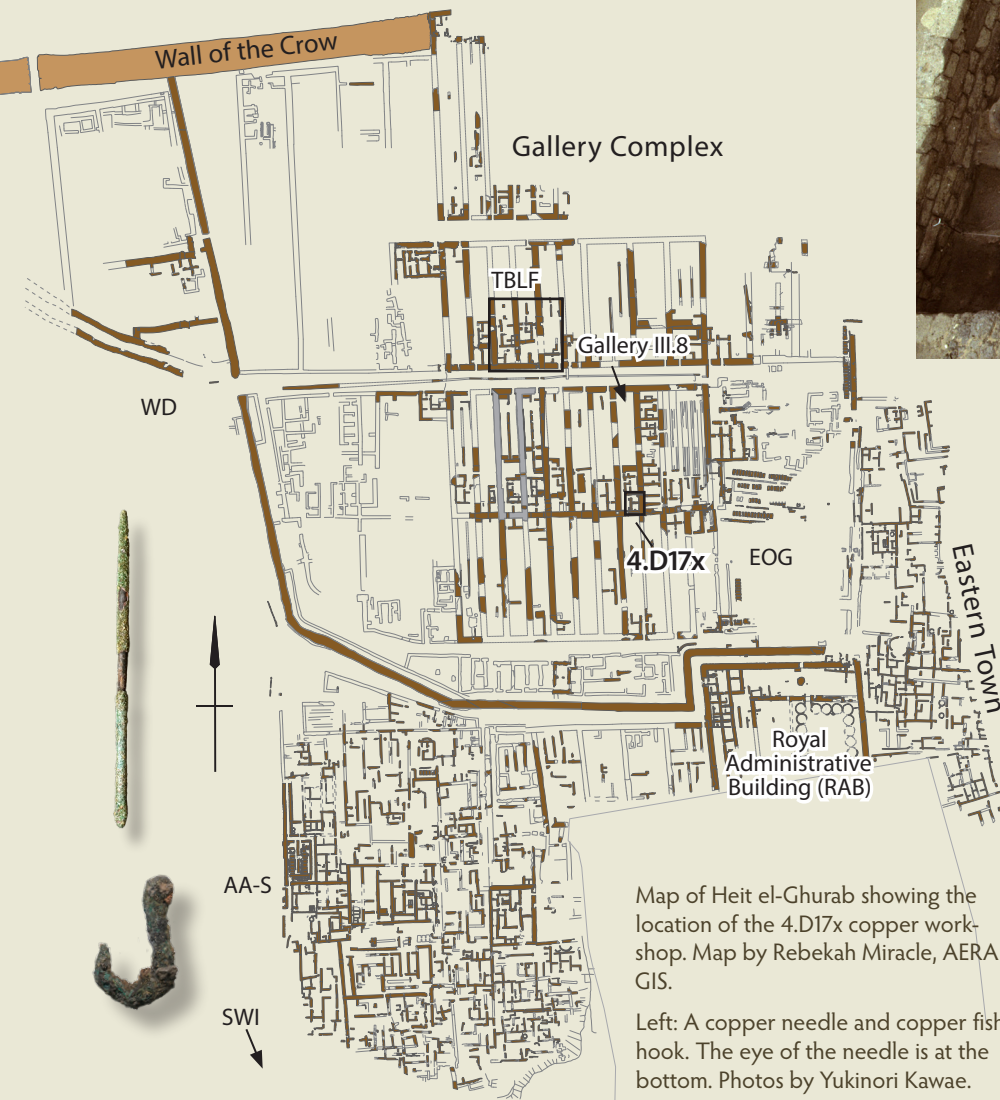 Wall of the Crow
Gallery Complex
TBLF
Gallery III.8
WD
4.D17x
EOG
Eastern Town
Royal
Administrative
Building (RAB)
AA-S
SWI
Map of Heit el-Ghurab showing the
location of the 4.D17x copper work-
shop. Map by Rebekah Miracle, AERA
GIS.
Left: A copper needle and copper fish
hook. The eye of the needle is at the
bottom. Photos by Yukinori Kawae.